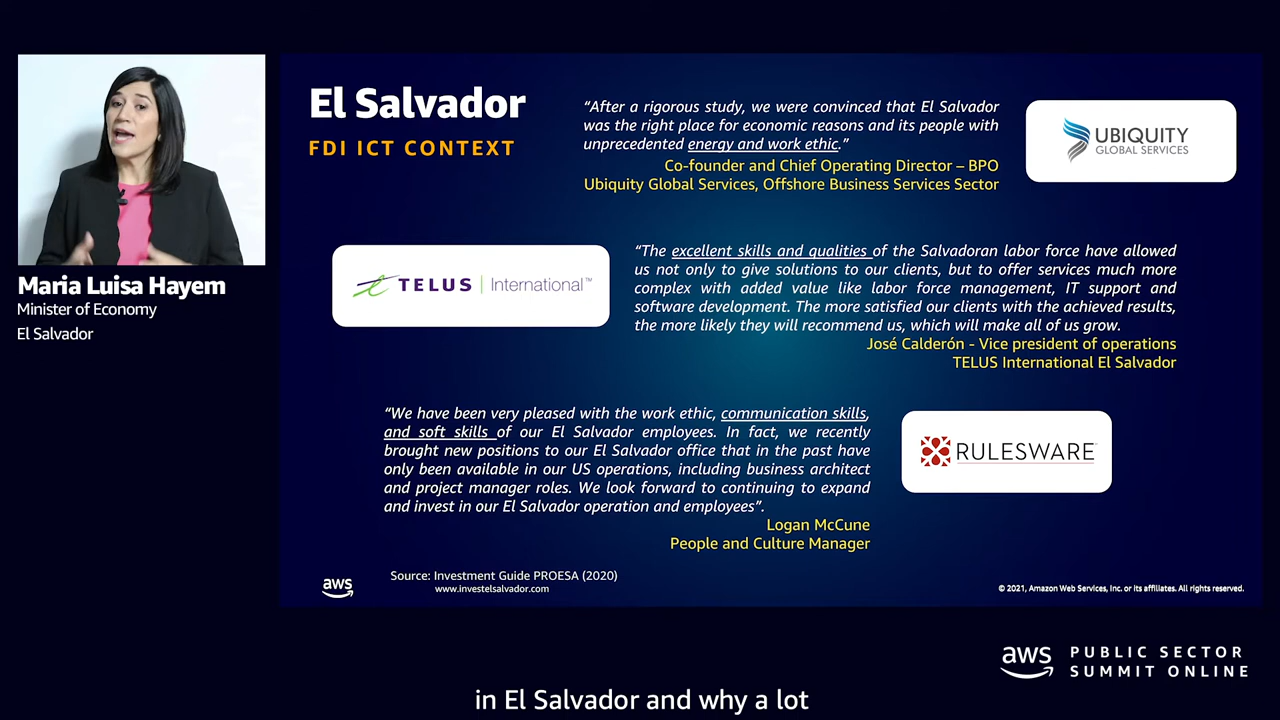 El Salvador
FDI ICT CONTEXT
“After a rigorous study, we were convinced that El Salvador
was the right place for economic reasons and its people with
unprecedented energy and work ethic.”
Co-founder and Chief Operating Director – BPO
Ubiquity Global Services, Offshore Business Services Sector
UBIQUITY
GLOBAL SERVICES
Maria Luisa Hayem
Minister of Economy
El Salvador
TELUS International™
“The excellent skills and qualities of the Salvadoran labor force have allowed
us not only to give solutions to our clients, but to offer services much more
complex with added value like labor force management, IT support and
software development. The more satisfied our clients with the achieved results,
the more likely they will recommend us, which will make all of us grow.
José Calderón - Vice president of operations
TELUS International El Salvador
“We have been very pleased with the work ethic, communication skills,
and soft skills of our El Salvador employees. In fact, we recently
brought new positions to our El Salvador office that in the past have
only been available in our US operations, including business architect
and project manager roles. We look forward to continuing to expand
and invest in our El Salvador operation and employees”.
Logan McCune
People and Culture Manager
RULESWARE
Source: Investment Guide PROESA (2020)
www.investelsalvador.com
aws
© 2021, Amazon Web Services, Inc. or its affiliates. All rights reserved.
aws
PUBLIC SECTOR
SUMMIT ONLINE
in El Salvador and why a lot